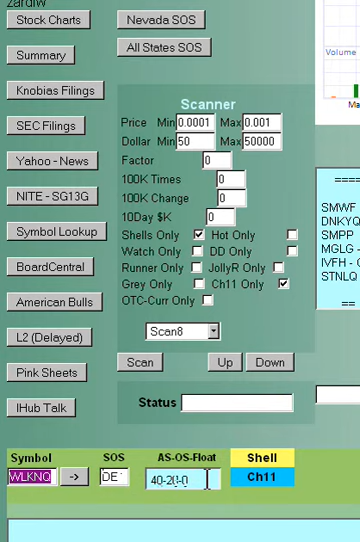 zardiw
Stock Charts
Nevada SOS
Summary
All States SOS
Volume
Knobias Filings
Scanner
SEC Filings
Price Min 0.0001 Max 0.001
Dollar Min 50 Max 50000
Yahoo - News
Factor 0
100K Times 0
NITE - SG13G
100K Change 0
10Day $K 0
Symbol Lookup
Shells Only Hot Only
Watch Only DD Only
BoardCentral
Runner Only JollyR Only
Grey Only Ch11 Only
American Bulls
OTC-Curr Only
L2 (Delayed)
Scan8
Pink Sheets
Scan Up Down
IHub Talk
Status
====
SMWF
DNKYQ
SMPP
MGLG -
IVFH - 
STNLQ
==
Symbol SOS AS-OS-Float Shell
WLKNQ -> DE Ch11